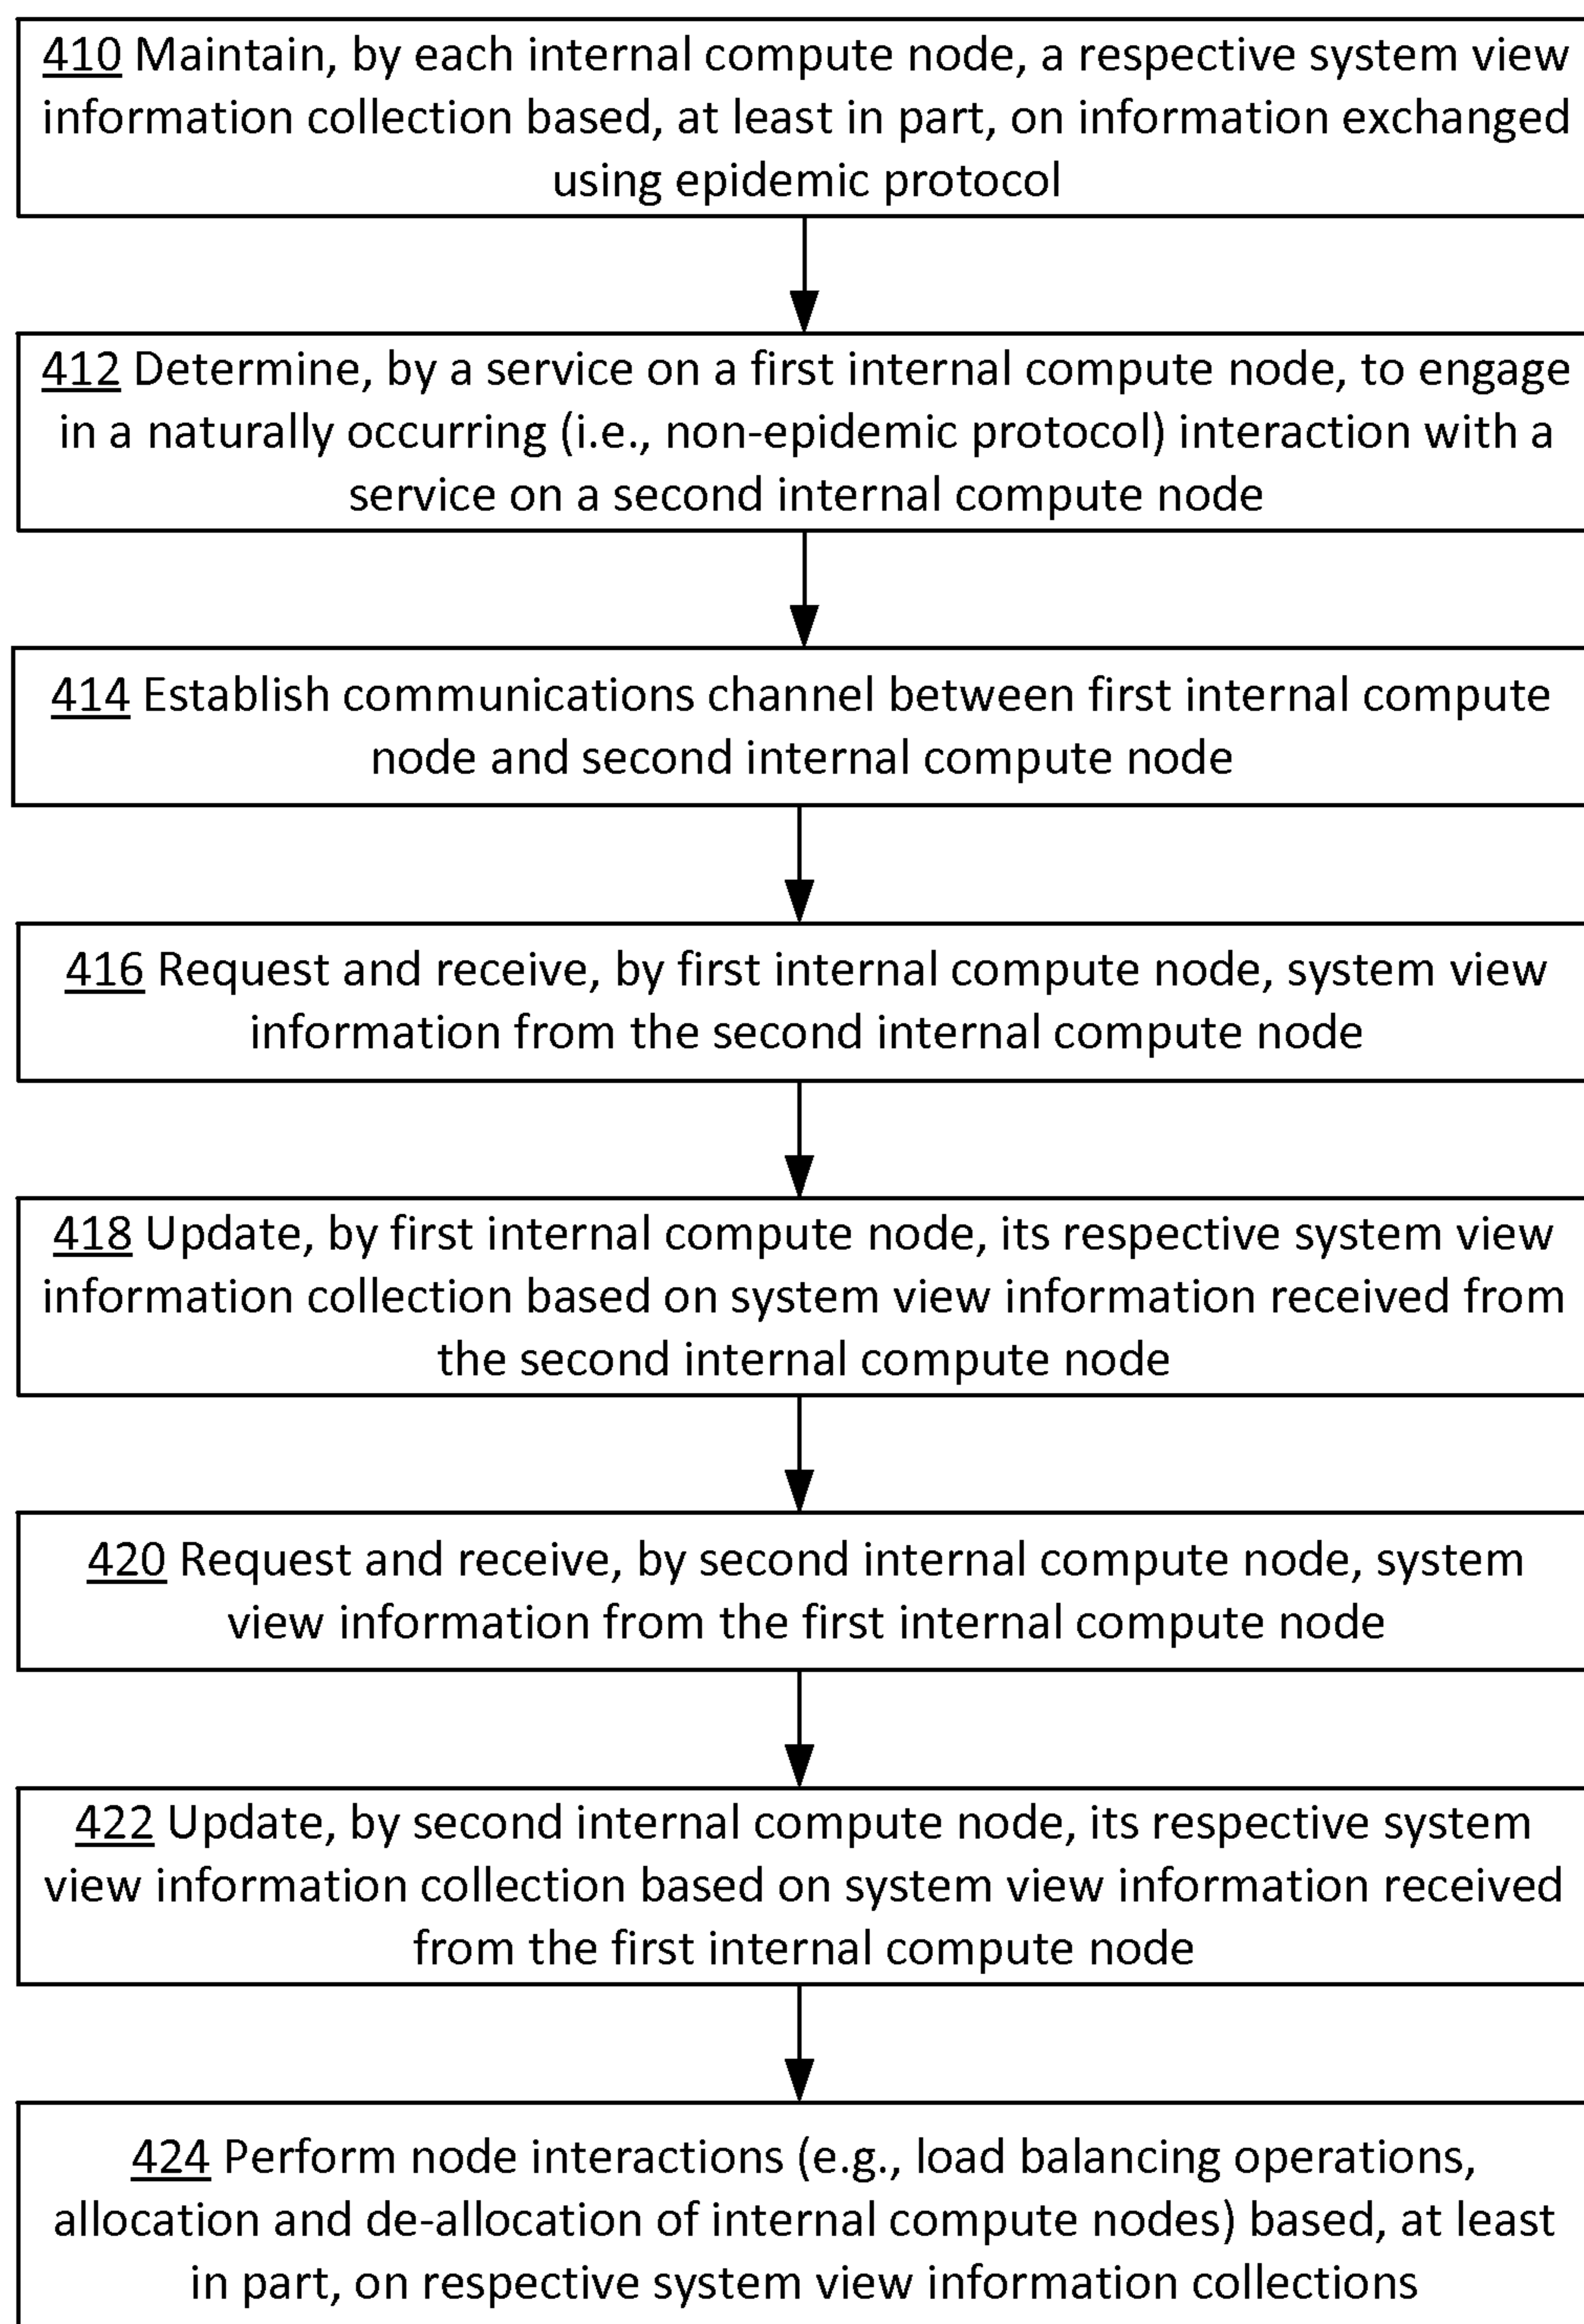 410 Maintain, by each internal compute node, a respective system view
information collection based, at least in part, on information exchanged
using epidemic protocol
412 Determine, by a service on a first internal compute node, to engage
in a naturally occurring (i.e., non-epidemic protocol) interaction with a
service on a second internal compute node
414 Establish communications channel between first internal compute
node and second internal compute node
416 Request and receive, by first internal compute node, system view
information from the second internal compute node
418 Update, by first internal compute node, its respective system view
information collection based on system view information received from
the second internal compute node
420 Request and receive, by second internal compute node, system
view information from the first internal compute node
422 Update, by second internal compute node, its respective system
view information collection based on system view information received
from the first internal compute node
424 Perform node interactions (e.g., load balancing operations,
allocation and de-allocation of internal compute nodes) based, at least
in part, on respective system view information collections